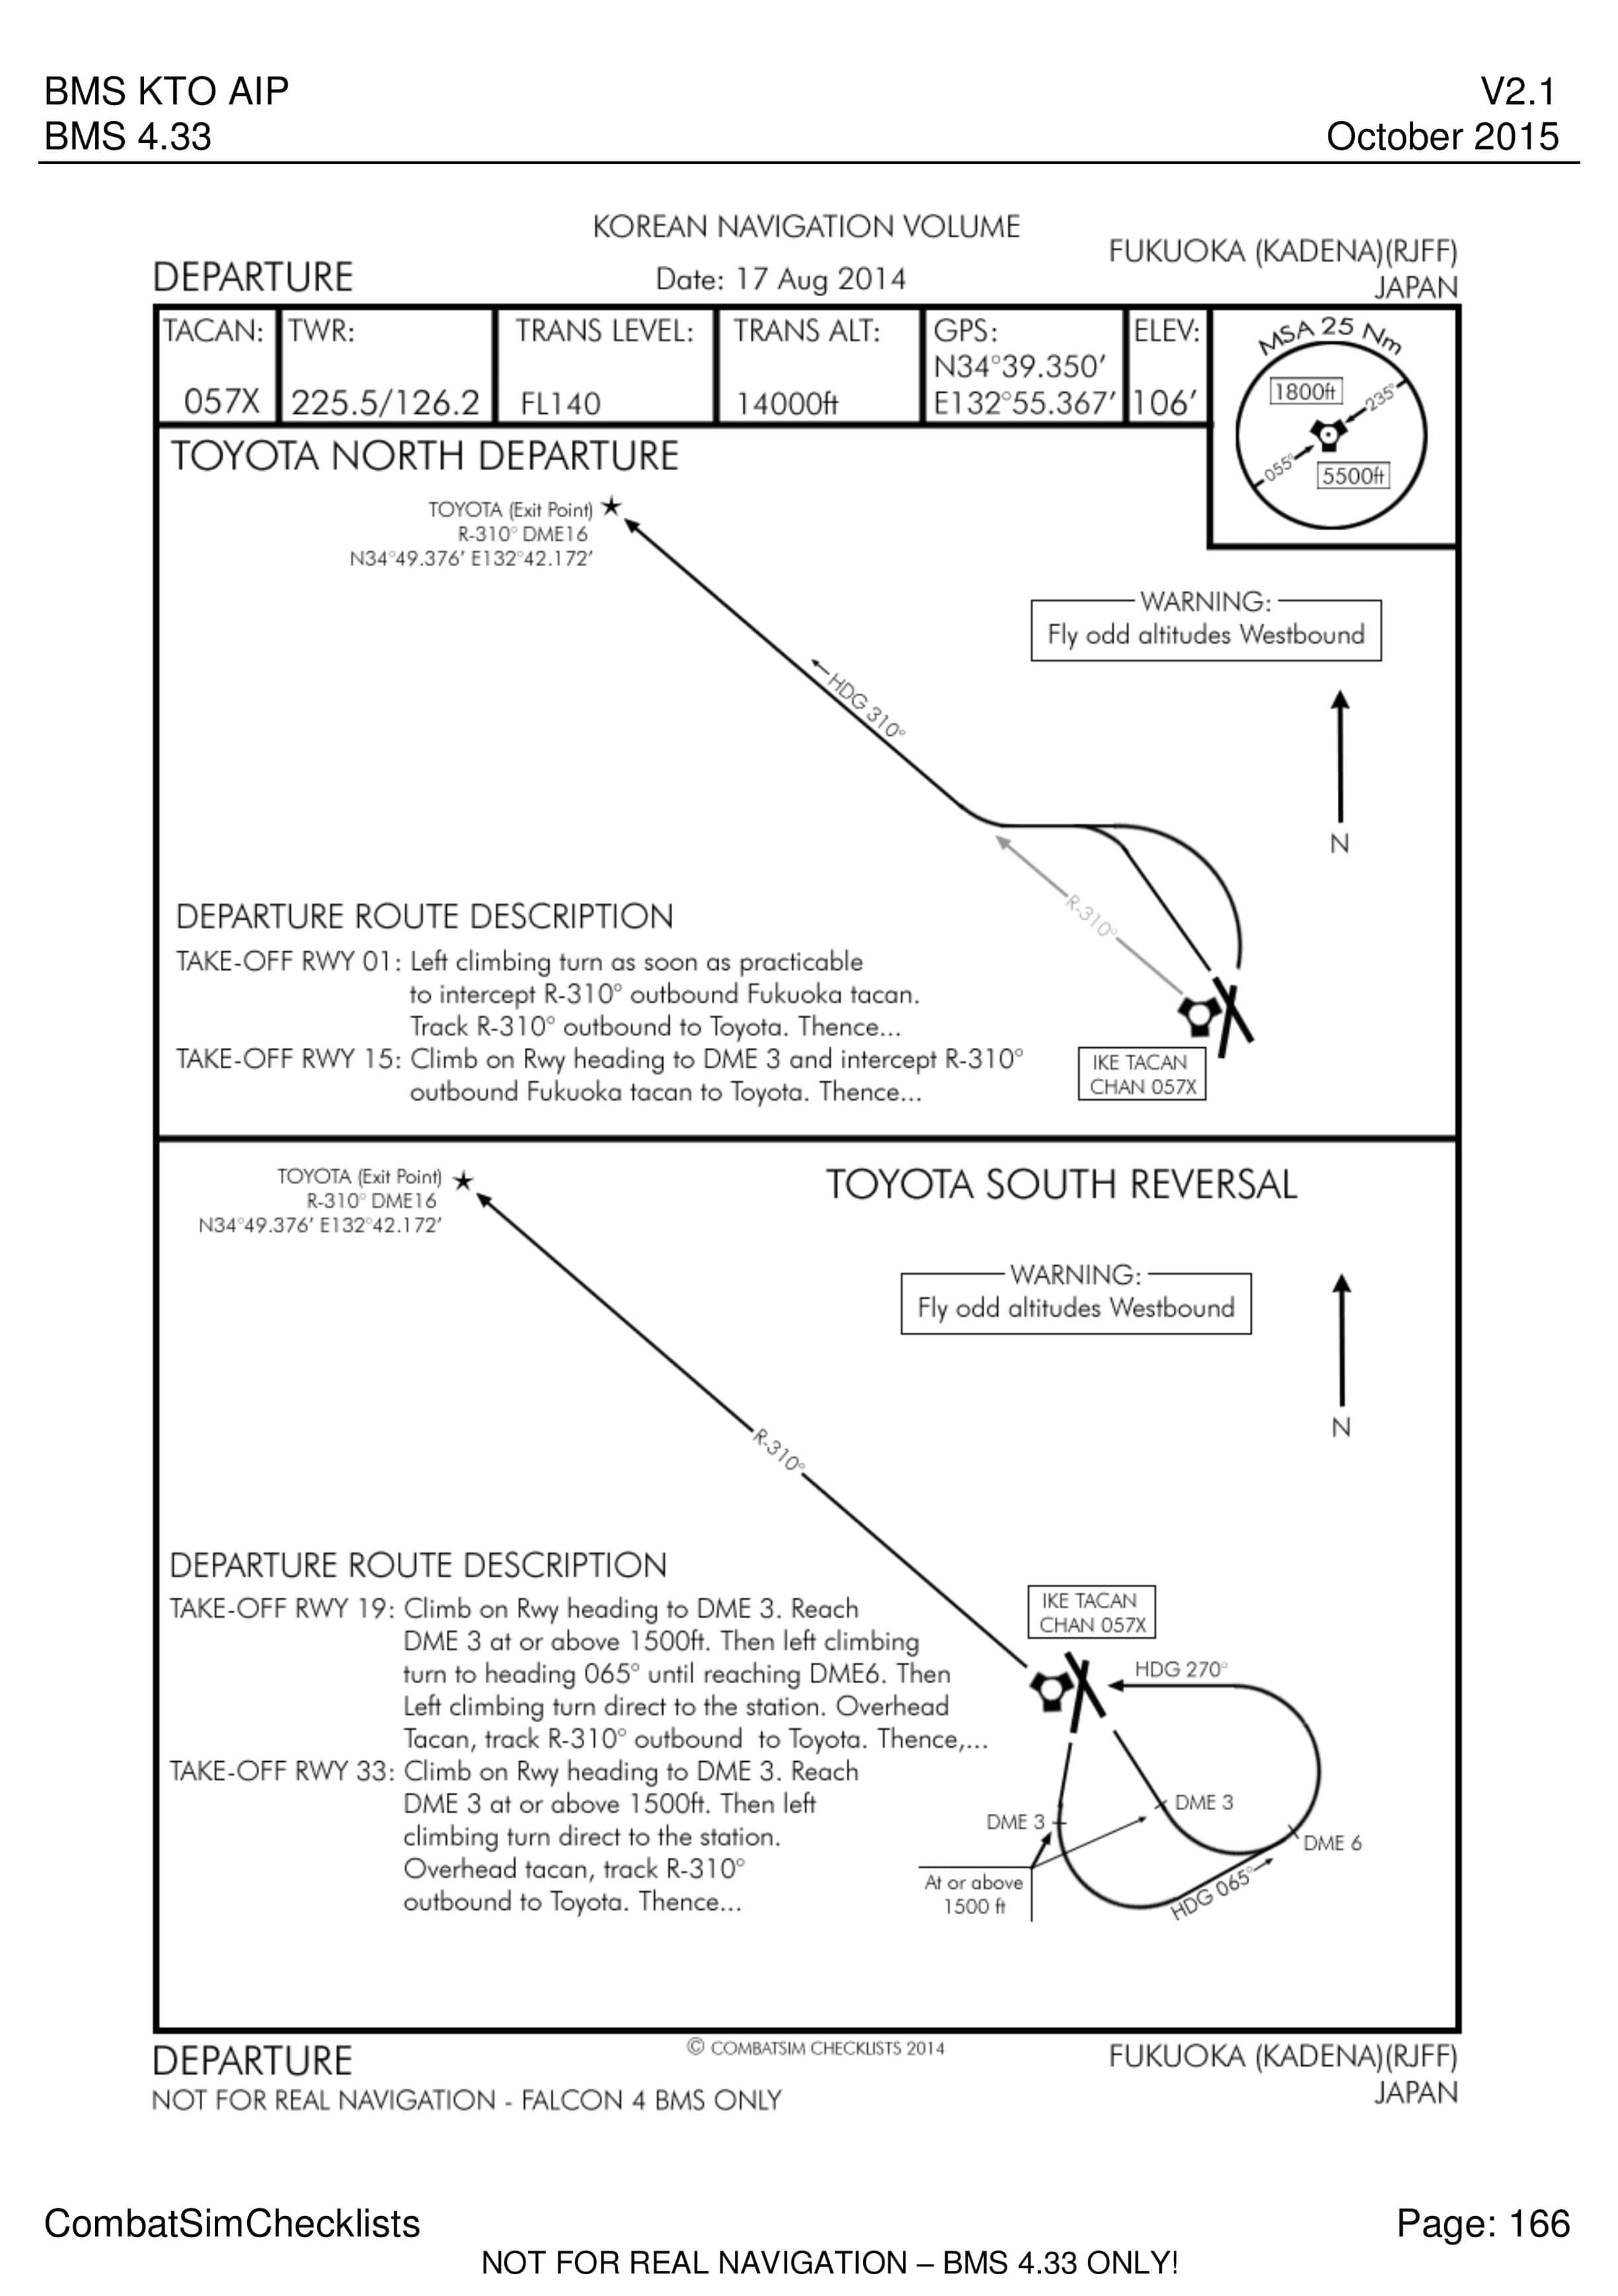 BMS KTO AIP
V2.1
BMS 4.33
October 2015
KOREAN NAVIGATION VOLUME
FUKUOKA (KADENA)(RJFF)
DEPARTURE
Date: 17 Aug 2014
JAPAN
TACAN:
057X
TWR:
225.5/126.2
TRANS LEVEL:
FL140
TRANS ALT:
14000ft
GPS:
N34°39.350′
E132°55.367′
ELEV:
106′
MSA 25 Nm
1800ft
235°
055°
5500ft
TOYOTA NORTH DEPARTURE
TOYOTA (Exit Point)
R-310° DME16
N34°49.376′ E132°42.172′
WARNING:
Fly odd altitudes Westbound
HDG 310°
N
R-310°
DEPARTURE ROUTE DESCRIPTION
TAKE-OFF RWY 01: Left climbing turn as soon as practicable
to intercept R-310° outbound Fukuoka tacan.
Track R-310° outbound to Toyota. Thence...
TAKE-OFF RWY 15: Climb on Rwy heading to DME 3 and intercept R-310°
outbound Fukuoka tacan to Toyota. Thence...
IKE TACAN
CHAN 057X
TOYOTA (Exit Point)
R-310° DME16
N34°49.376′ E132°42.172′
TOYOTA SOUTH REVERSAL
WARNING:
Fly odd altitudes Westbound
N
R-310°
DEPARTURE ROUTE DESCRIPTION
TAKE-OFF RWY 19: Climb on Rwy heading to DME 3. Reach
DME 3 at or above 1500ft. Then left climbing
turn to heading 065° until reaching DME6. Then
Left climbing turn direct to the station. Overhead
Tacan, track R-310° outbound to Toyota. Thence,...
TAKE-OFF RWY 33: Climb on Rwy heading to DME 3. Reach
DME 3 at or above 1500ft. Then left
climbing turn direct to the station.
Overhead tacan, track R-310°
outbound to Toyota. Thence...
IKE TACAN
CHAN 057X
HDG 270°
DME 3
DME 3
DME 6
At or above
1500 ft
HDG 065°
DEPARTURE
© COMBATSIM CHECKLISTS 2014
FUKUOKA (KADENA)(RJFF)
JAPAN
NOT FOR REAL NAVIGATION - FALCON 4 BMS ONLY
CombatSimChecklists
Page: 166
NOT FOR REAL NAVIGATION – BMS 4.33 ONLY!